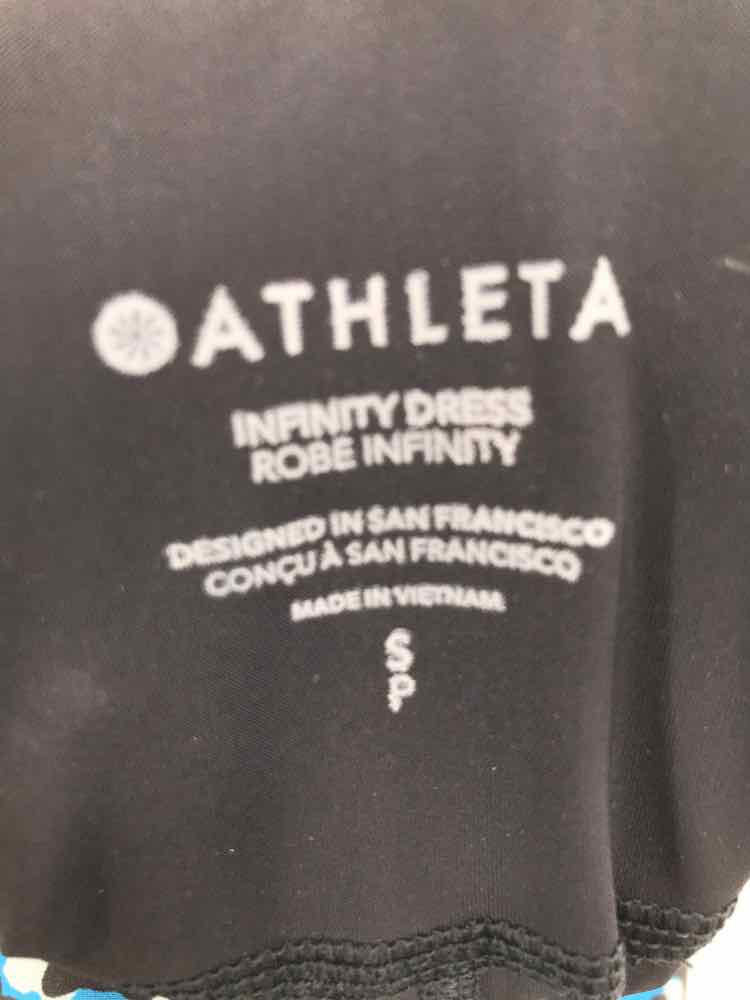 ATHLETA
INFINITY DRESS
ROBE INFINITY
DESIGNED IN SAN FRANCISCO
CONÇU À SAN FRANCISCO
MADE IN VIETNAM
S
P